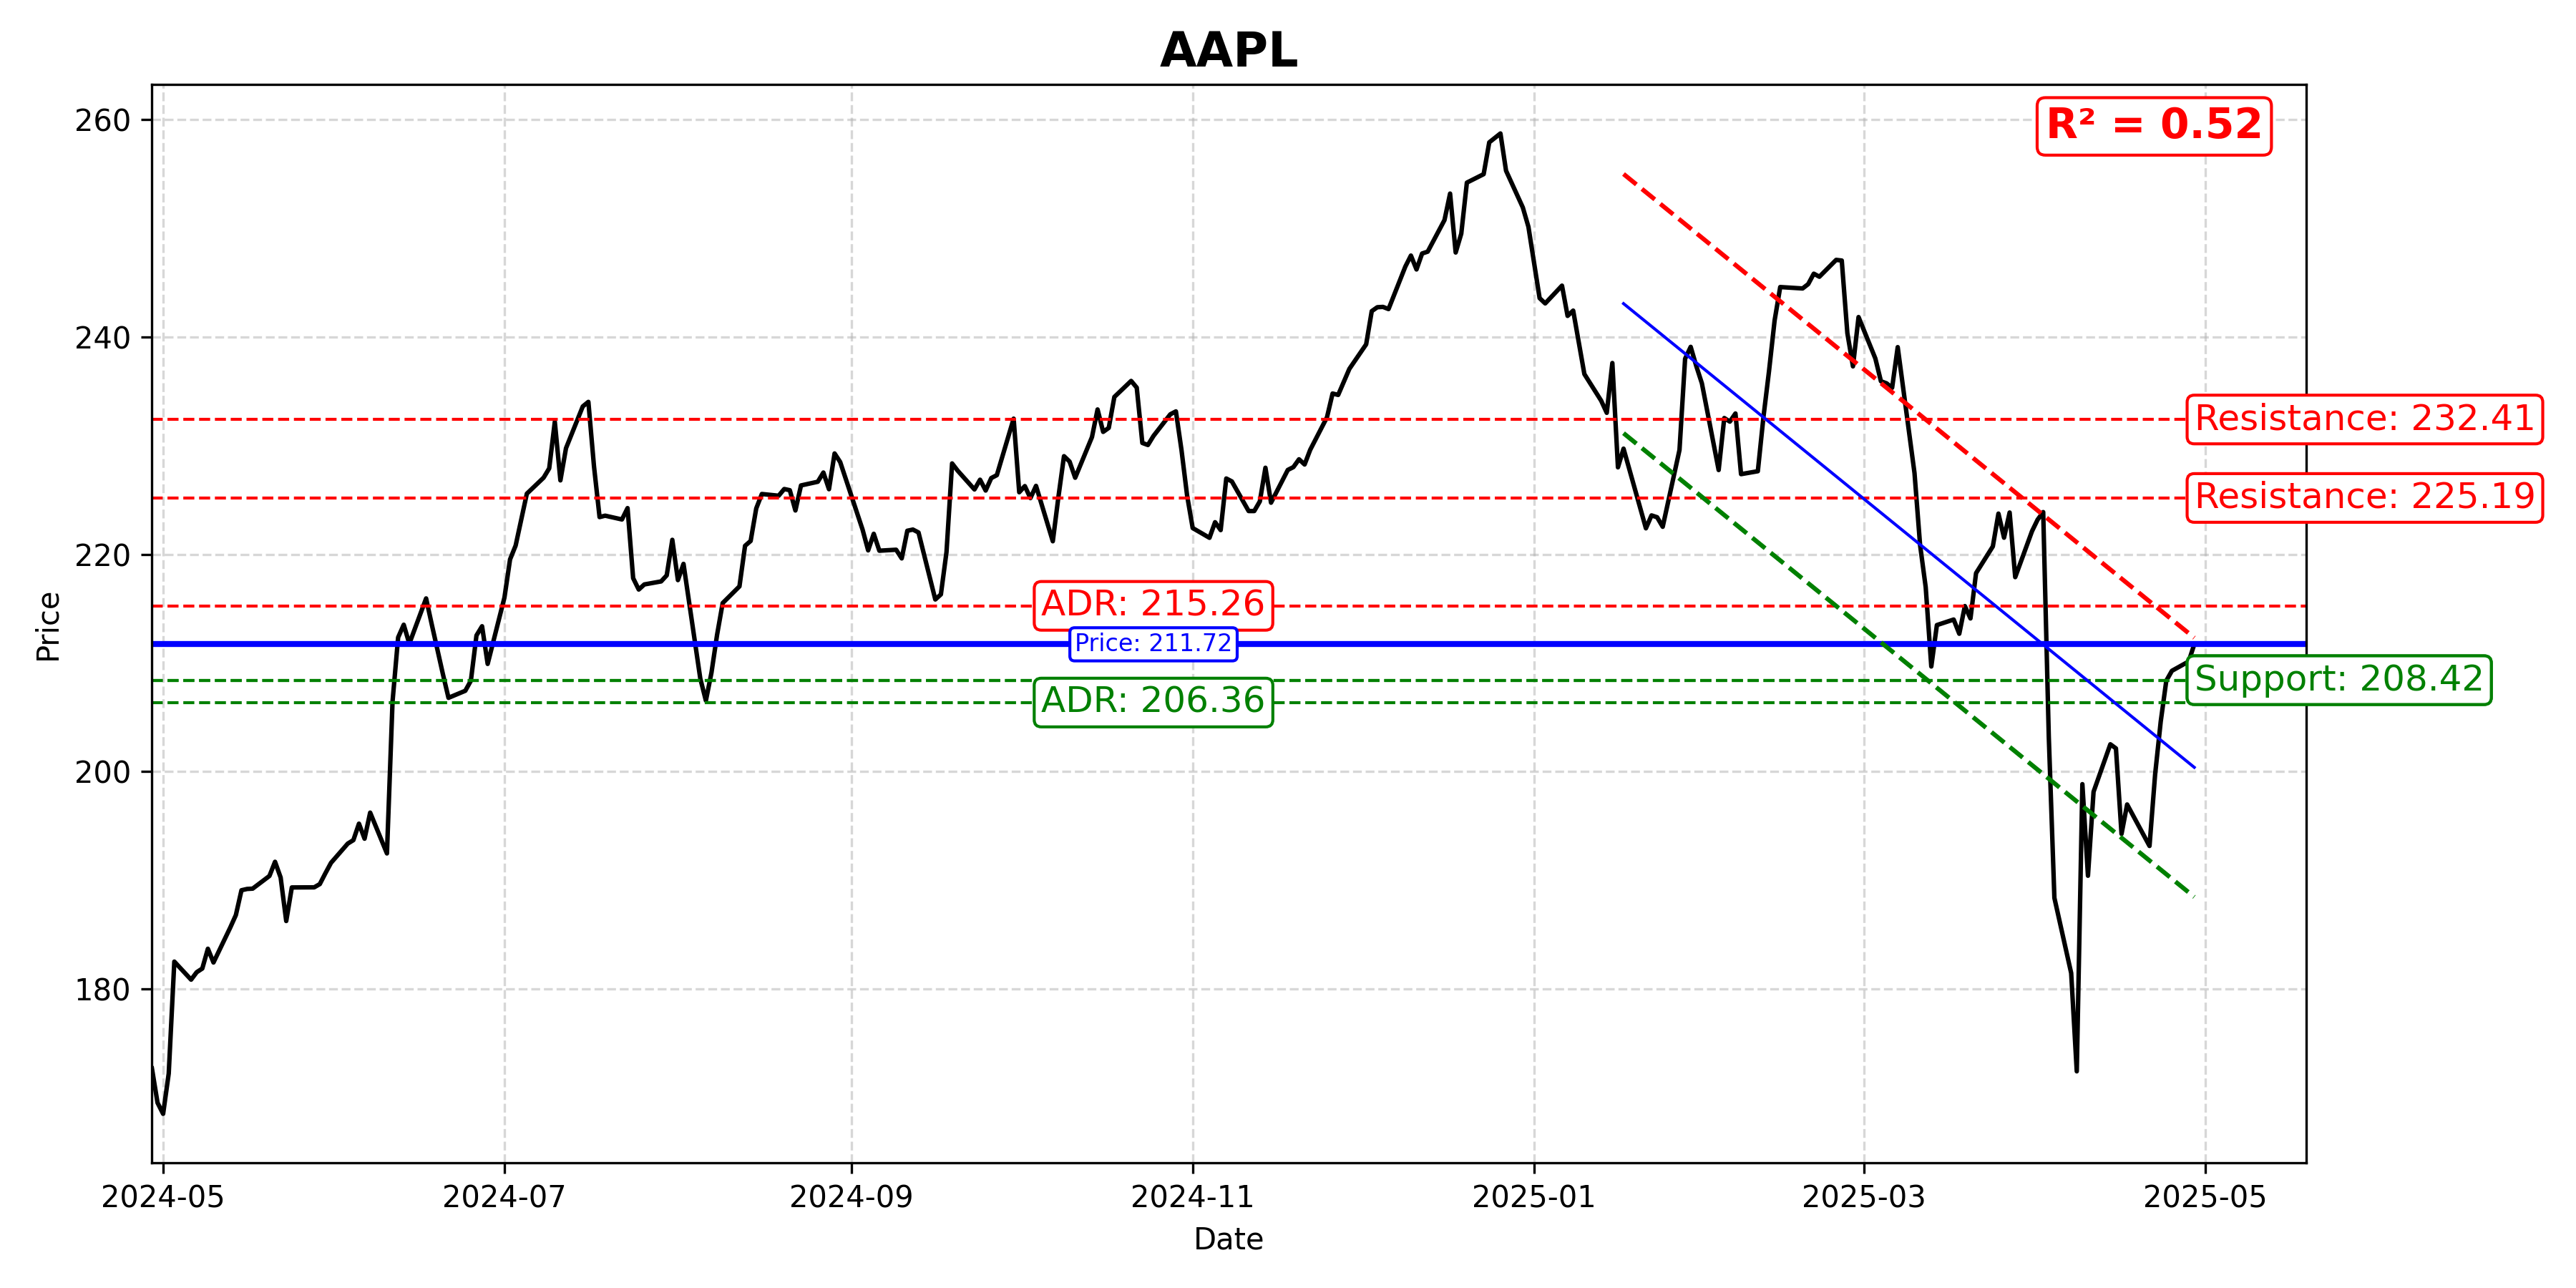 AAPL
R² = 0.52
260
240
220
200
180
Price
Resistance: 232.41
Resistance: 225.19
ADR: 215.26
Price: 211.72
Support: 208.42
ADR: 206.36
2024-05
2024-07
2024-09
2024-11
2025-01
2025-03
2025-05
Date